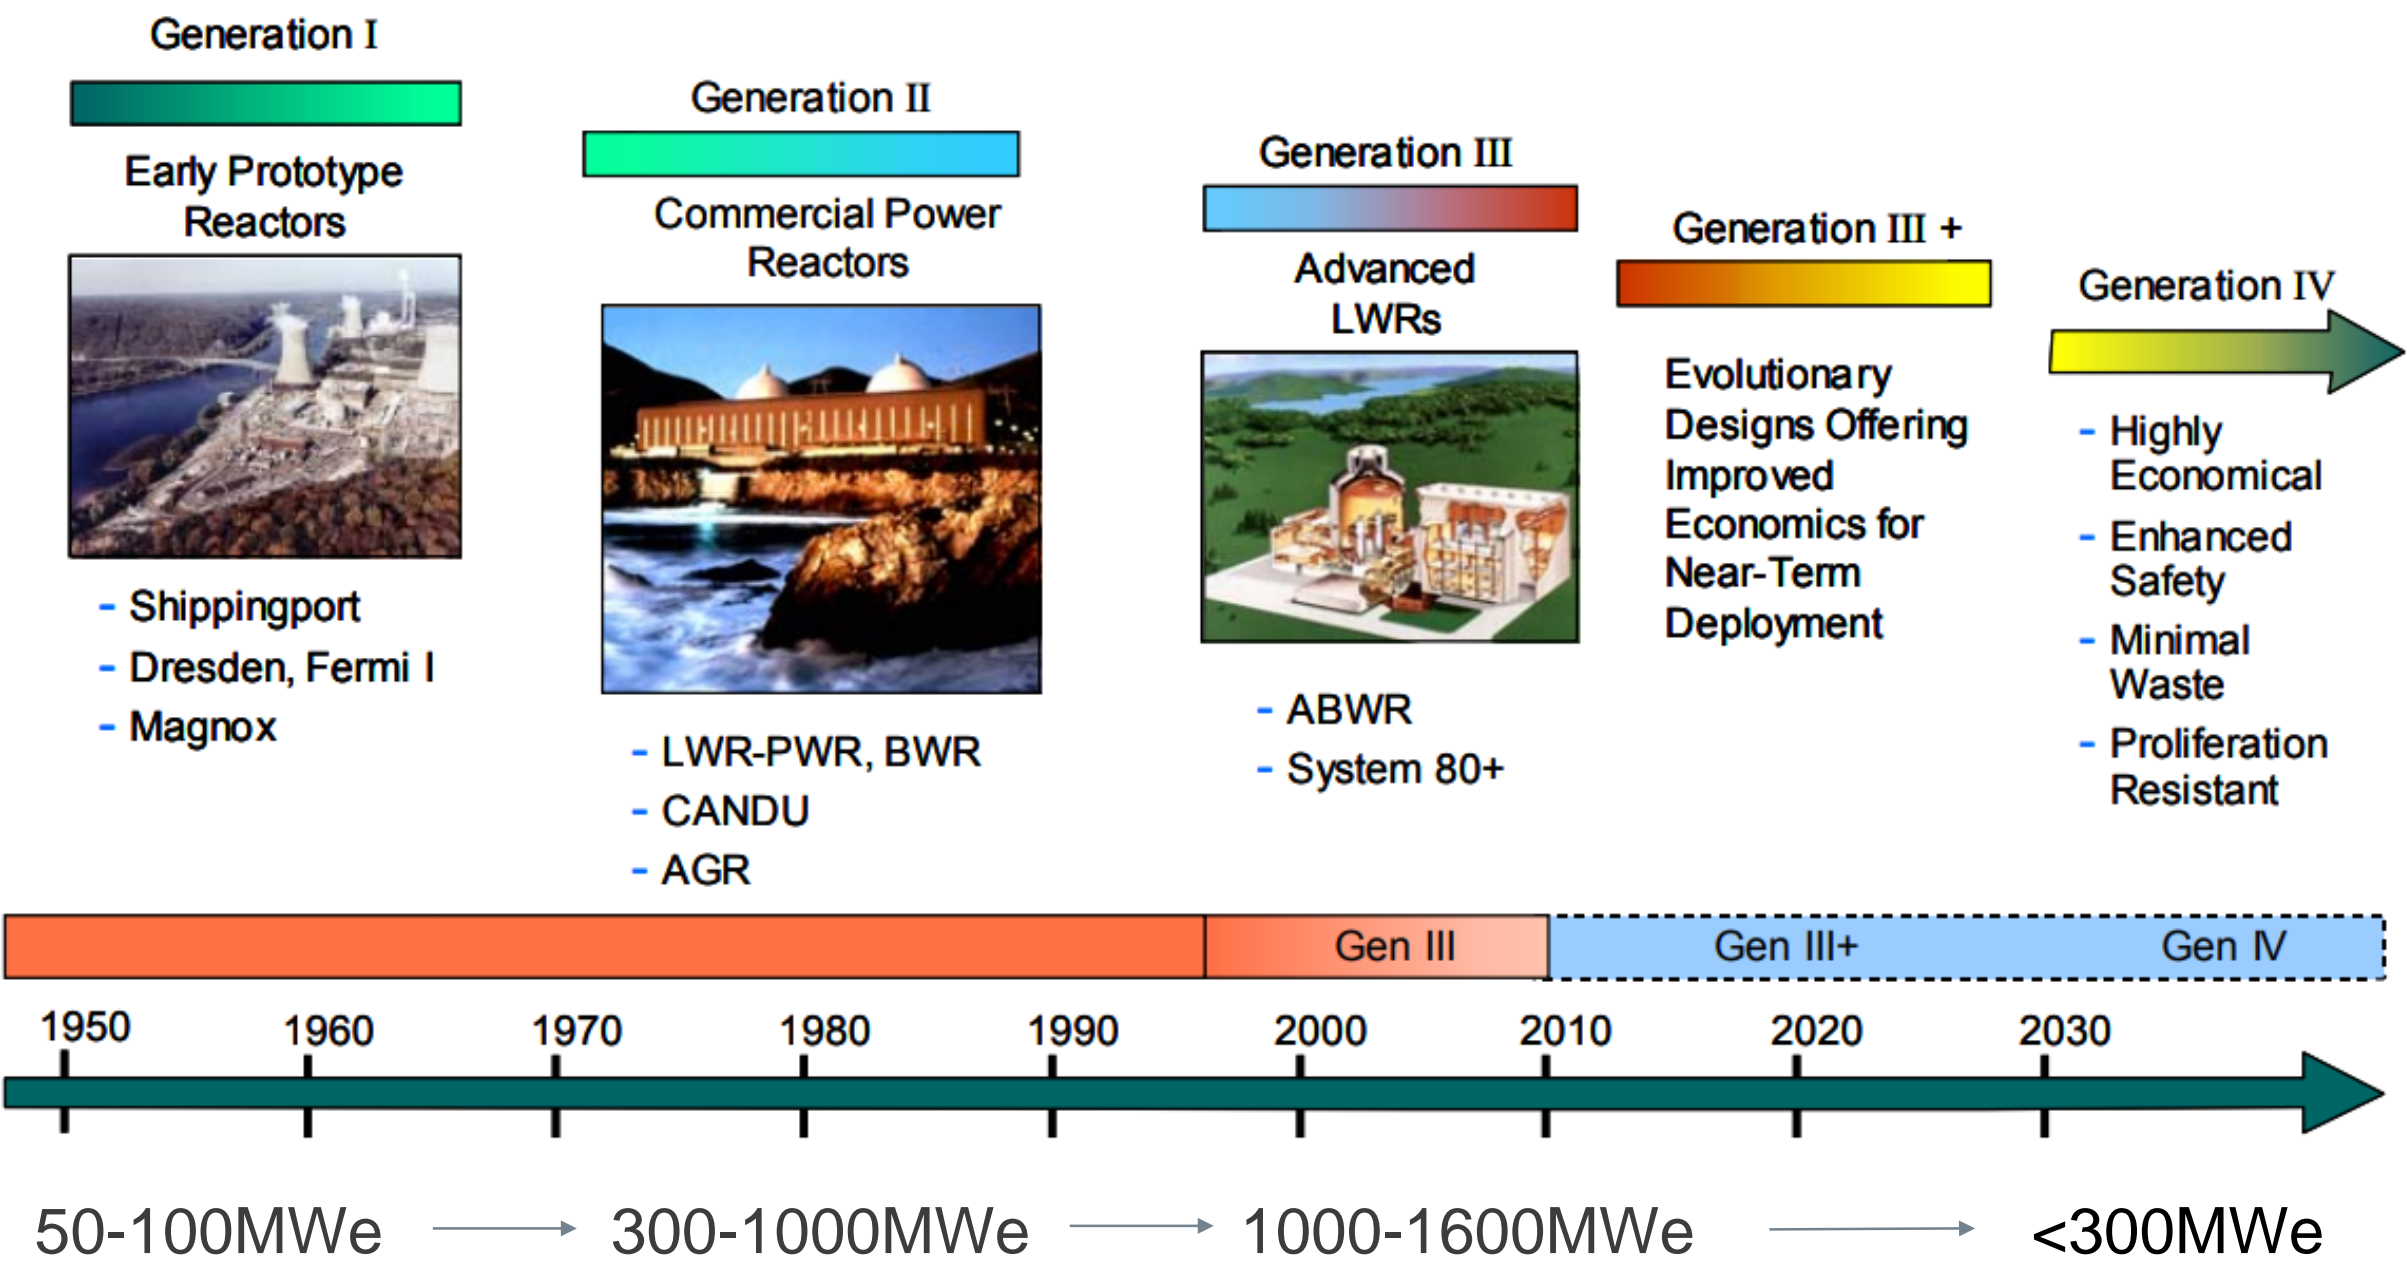 Generation I
Early Prototype
Reactors
- Shippingport
- Dresden, Fermi I
- Magnox
Generation II
Commercial Power
Reactors
- LWR-PWR, BWR
- CANDU
- AGR
Generation III
Advanced
LWRs
- ABWR
- System 80+
Generation III +
Evolutionary
Designs Offering
Improved
Economics for
Near-Term
Deployment
Generation IV
- Highly
Economical
- Enhanced
Safety
- Minimal
Waste
- Proliferation
Resistant
Gen III
Gen III+
Gen IV
1950
1960
1970
1980
1990
2000
2010
2020
2030
50-100MWe
300-1000MWe
1000-1600MWe
<300MWe